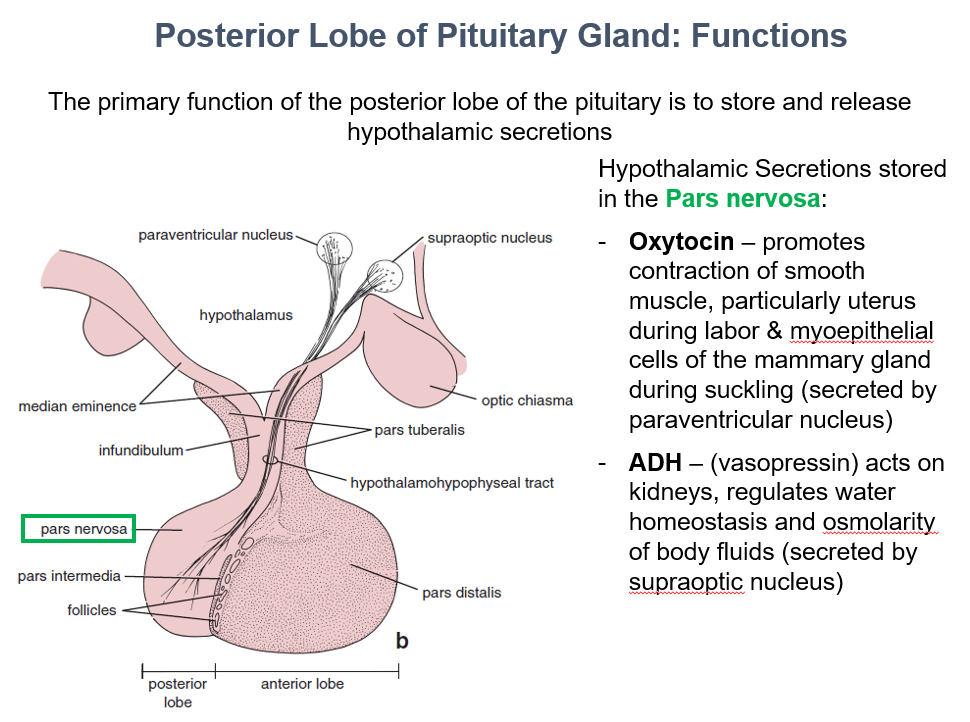 Posterior Lobe of Pituitary Gland: Functions
The primary function of the posterior lobe of the pituitary is to store and release
hypothalamic secretions
Hypothalamic Secretions stored
in the Pars nervosa:
- Oxytocin – promotes
contraction of smooth
muscle, particularly uterus
during labor & myoepithelial
cells of the mammary gland
during suckling (secreted by
paraventricular nucleus)
- ADH – (vasopressin) acts on
kidneys, regulates water
homeostasis and osmolarity
of body fluids (secreted by
supraoptic nucleus)
paraventricular nucleus
supraoptic nucleus
hypothalamus
median eminence
optic chiasma
pars tuberalis
infundibulum
hypothalamohypophyseal tract
pars nervosa
pars intermedia
pars distalis
follicles
b
posterior
lobe
anterior lobe